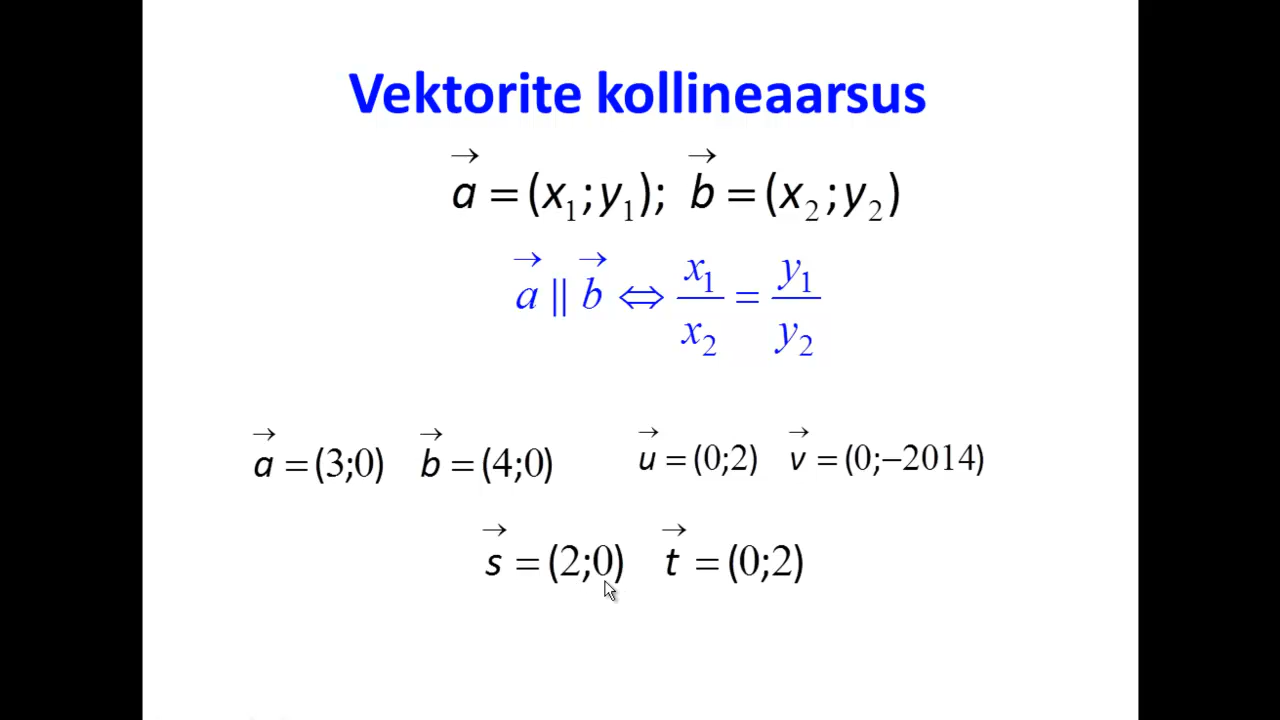 Vektorite kollineaarsus
→a = (x₁; y₁); →b = (x₂; y₂)
→a || →b ⇔ x₁/x₂ = y₁/y₂
→a = (3;0) →b = (4;0) →u = (0;2) →v = (0;−2014)
→s = (2;0) →t = (0;2)